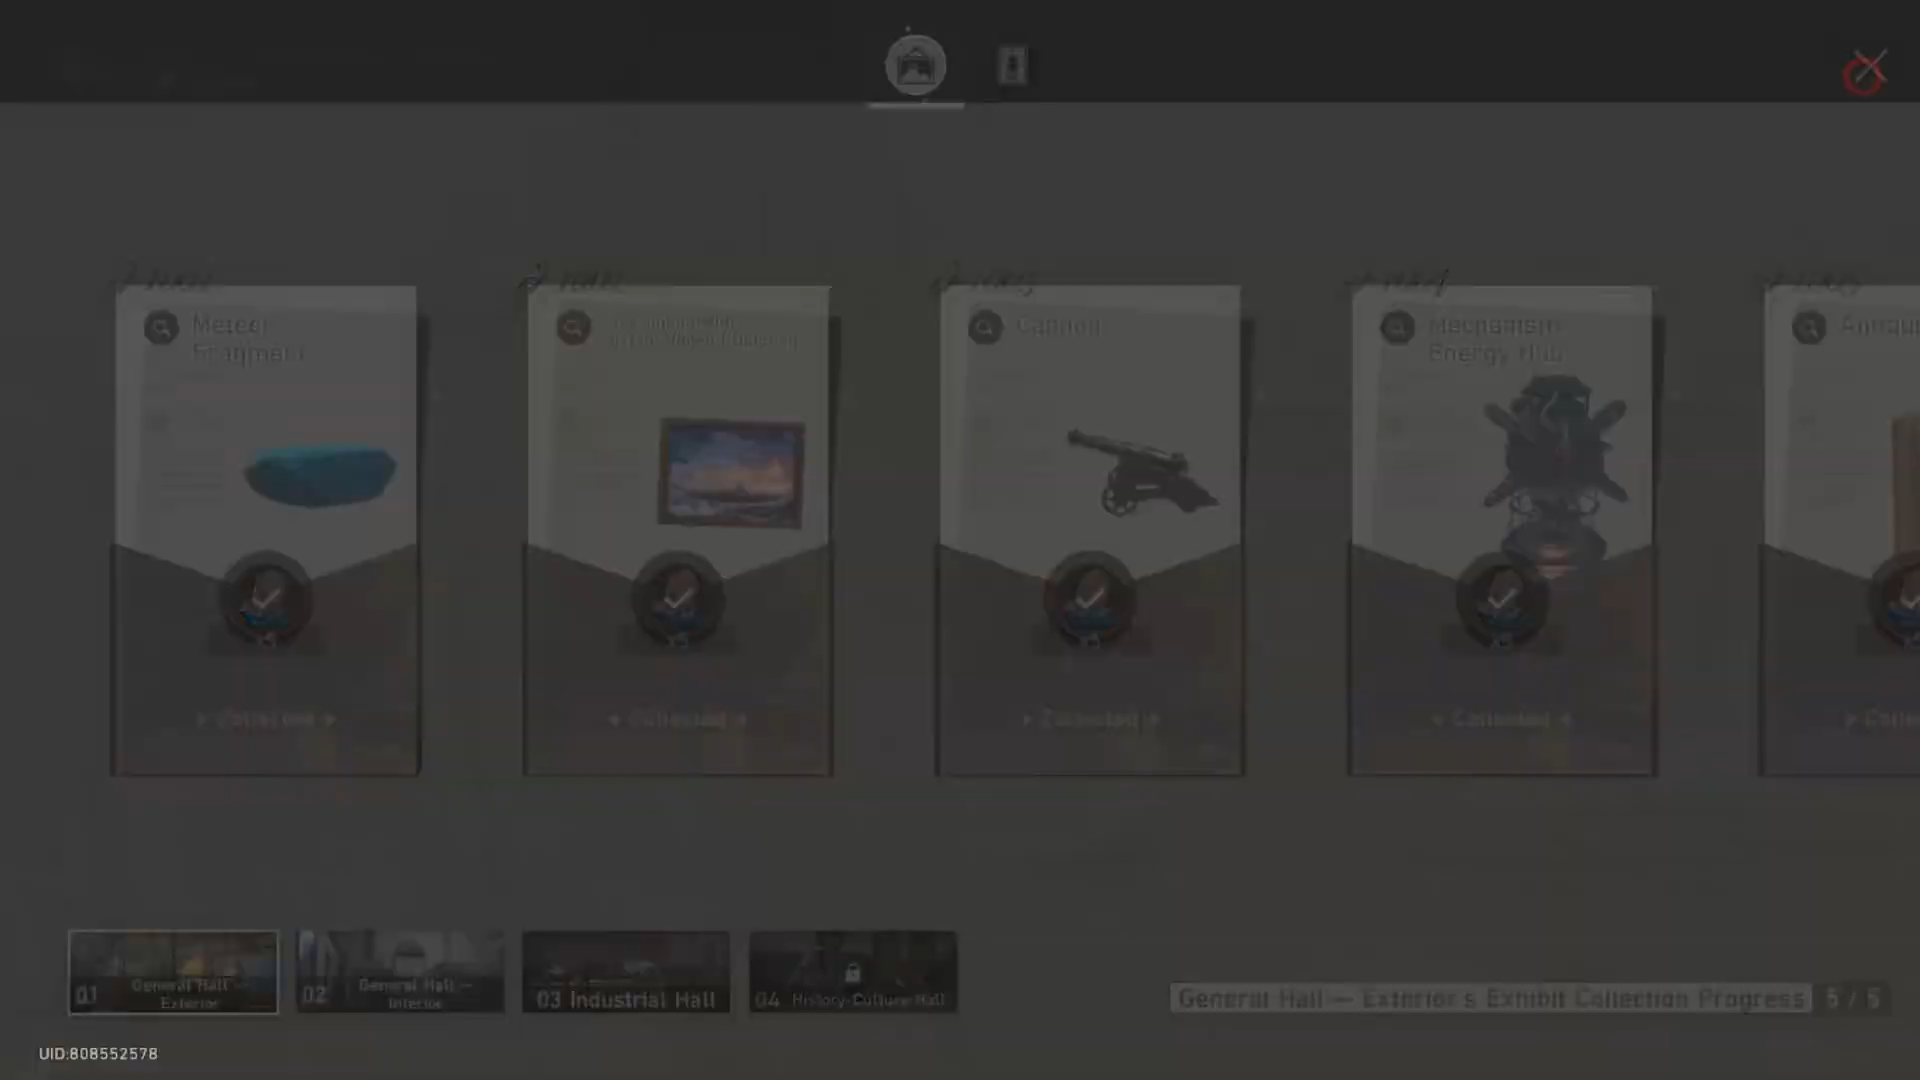 Meteor
Fragment
Cannon
Mechanism
Energy Hub
Collected
Collected
Collected
Collected
01 General Hall —
Exterior
02 General Hall —
Interior
03 Industrial Hall
04 History-Culture Hall
General Hall — Exterior's Exhibit Collection Progress 5 / 5
UID:808552578